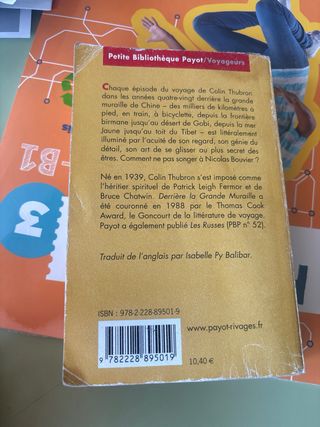 Petite Bibliothèque Payot/Voyageurs
Chaque épisode du voyage de Colin Thubron
dans les années quatre-vingt derrière la grande
muraille de Chine – des milliers de kilomètres à
pied, en train, à bicyclette, depuis la frontière
birmane jusqu'au désert de Gobi, depuis la mer
Jaune jusqu'au toit du Tibet – est littéralement
illuminé par l'acuité de son regard, son génie du
détail, son art de se glisser au plus secret des
êtres. Comment ne pas songer à Nicolas Bouvier ?
Né en 1939, Colin Thubron s'est imposé comme
l'héritier spirituel de Patrick Leigh Fermor et de
Bruce Chatwin. Derrière la Grande Muraille a
été couronné en 1988 par le Thomas Cook
Award, le Goncourt de la littérature de voyage.
Payot a également publié Les Russes (PBP n° 52).
Traduit de l'anglais par Isabelle Py Balibar.
ISBN : 978-2-228-89501-9
9 782228 895019
www.payot-rivages.fr
10,40 €
B1
3